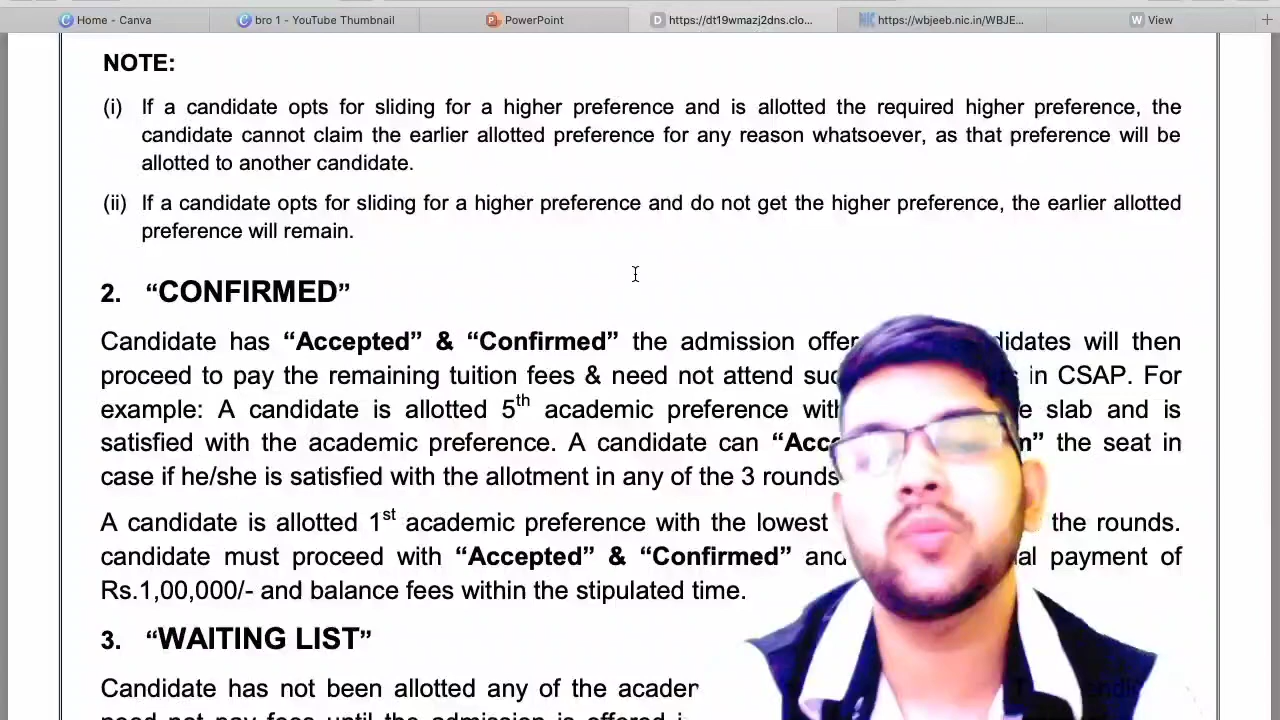 Home - Canva
bro 1 - YouTube Thumbnail
PowerPoint
https://dt19wmazj2dns.clo...
https://wbjeeb.nic.in/WBJE...
View
NOTE:
(i) If a candidate opts for sliding for a higher preference and is allotted the required higher preference, the
candidate cannot claim the earlier allotted preference for any reason whatsoever, as that preference will be
allotted to another candidate.
(ii) If a candidate opts for sliding for a higher preference and do not get the higher preference, the earlier allotted
preference will remain.
2. “CONFIRMED”
Candidate has “Accepted” & “Confirmed” the admission offer will then
proceed to pay the remaining tuition fees & need not attend in CSAP. For
example: A candidate is allotted 5th academic preference slab and is
satisfied with the academic preference. A candidate can the seat in
case if he/she is satisfied with the allotment in any of the 3 rounds
A candidate is allotted 1st academic preference with the lowest the rounds.
candidate must proceed with “Accepted” & “Confirmed” and payment of
Rs.1,00,000/- and balance fees within the stipulated time.
3. “WAITING LIST”
Candidate has not been allotted any of the
need not pay fees until the admission is offered